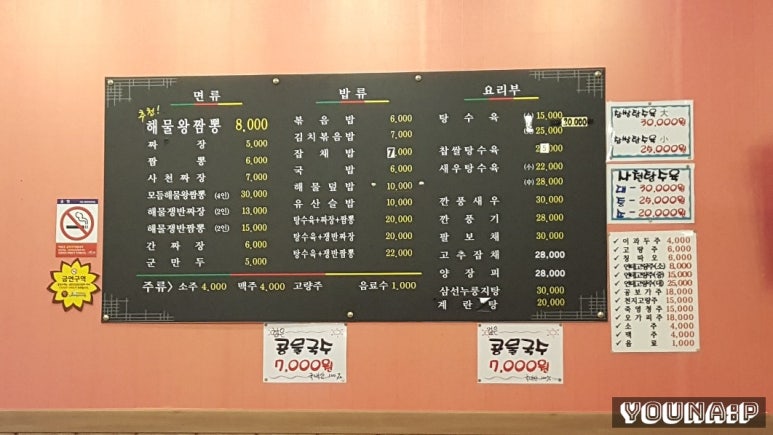 면류
추천!
해물왕짬뽕 8,000
짜장 5,000
짬뽕 6,000
사천짜장 7,000
모듬해물왕짬뽕 (4인) 30,000
해물쟁반짜장 (2인) 13,000
해물쟁반짬뽕 (2인) 15,000
간짜장 6,000
군만두 5,000
밥류
볶음밥 6,000
김치볶음밥 7,000
잡채밥 7,000
국밥 6,000
해물덮밥 10,000
유산슬밥 10,000
탕수육+짜장+짬뽕 20,000
탕수육+쟁반짜장 20,000
탕수육+쟁반짬뽕 22,000
요리부
탕수육 15,000
20,000
25,000
찹쌀탕수육
새우탕수육 (小) 22,000
(中) 28,000
깐풍새우 30,000
깐풍기 28,000
팔보채 30,000
고추잡채 28,000
양장피 28,000
삼선누룽지탕 30,000
계란탕 20,000
주류) 소주 4,000 맥주 4,000 고량주 음료수 1,000
찹쌀탕수육 大
30,000원
찹쌀탕수육 小
25,000원
사천탕수육
대 - 30,000원
중 - 25,000원
소 - 20,000원
✓ 이과두주 4,000
✓ 고량주 6,000
✓ 칭따오 6,000
✓ 연태고량주(소) 8,000
✓ 연태고량주(중) 15,000
✓ 연태고량주(대) 25,000
✓ 공보가주 18,000
✓ 천지고량주 15,000
✓ 죽엽청주 15,000
✓ 오가피주 18,000
✓ 소주 4,000
✓ 맥주 4,000
✓ 음료 1,000
금연구역
검은
콩국수
7,000원
검은
콩국수
7,000원
YOUNA:P